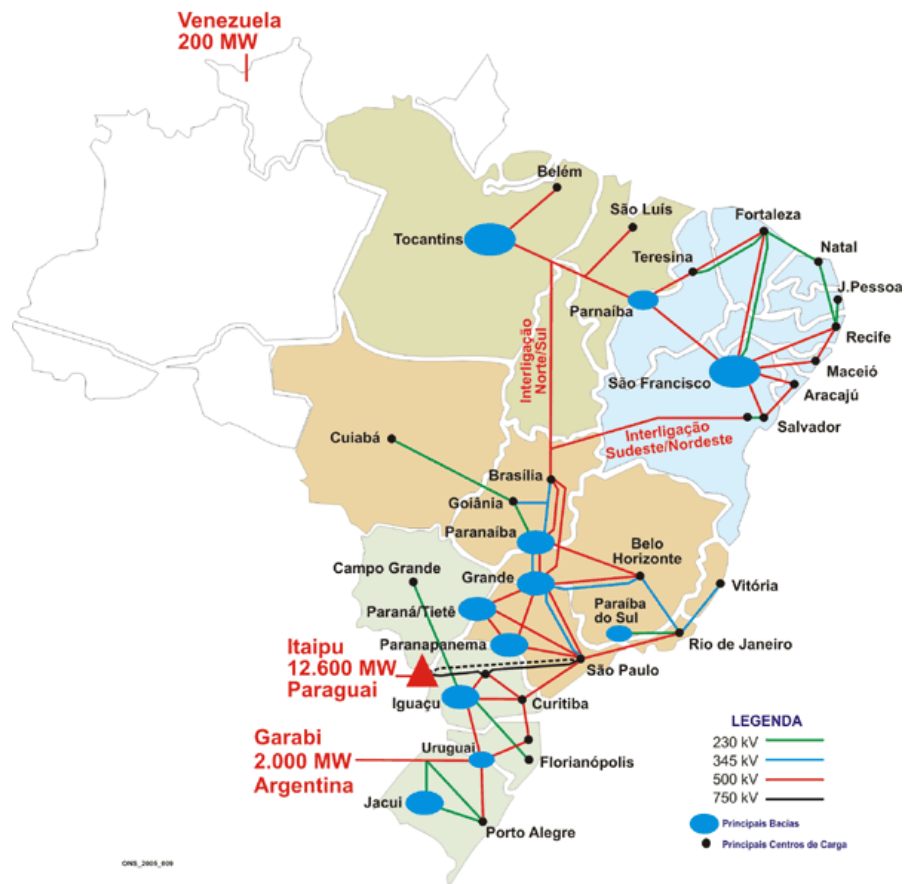 Venezuela
200 MW
Belém
São Luís
Fortaleza
Tocantins
Teresina
Natal
J.Pessoa
Parnaíba
Recife
Interligação
Norte/Sul
São Francisco
Maceió
Aracajú
Salvador
Interligação
Sudeste/Nordeste
Cuiabá
Brasília
Goiânia
Paranaíba
Belo
Horizonte
Campo Grande
Grande
Vitória
Paraná/Tietê
Paraíba
do Sul
Rio de Janeiro
Paranapanema
Itaipu
12.600 MW
Paraguai
São Paulo
Iguaçu
Curitiba
Garabi
2.000 MW
Argentina
Uruguai
Florianópolis
Jacui
Porto Alegre
LEGENDA
230 kV
345 kV
500 kV
750 kV
Principais Bacias
Principais Centros de Carga
ONS_2005_009